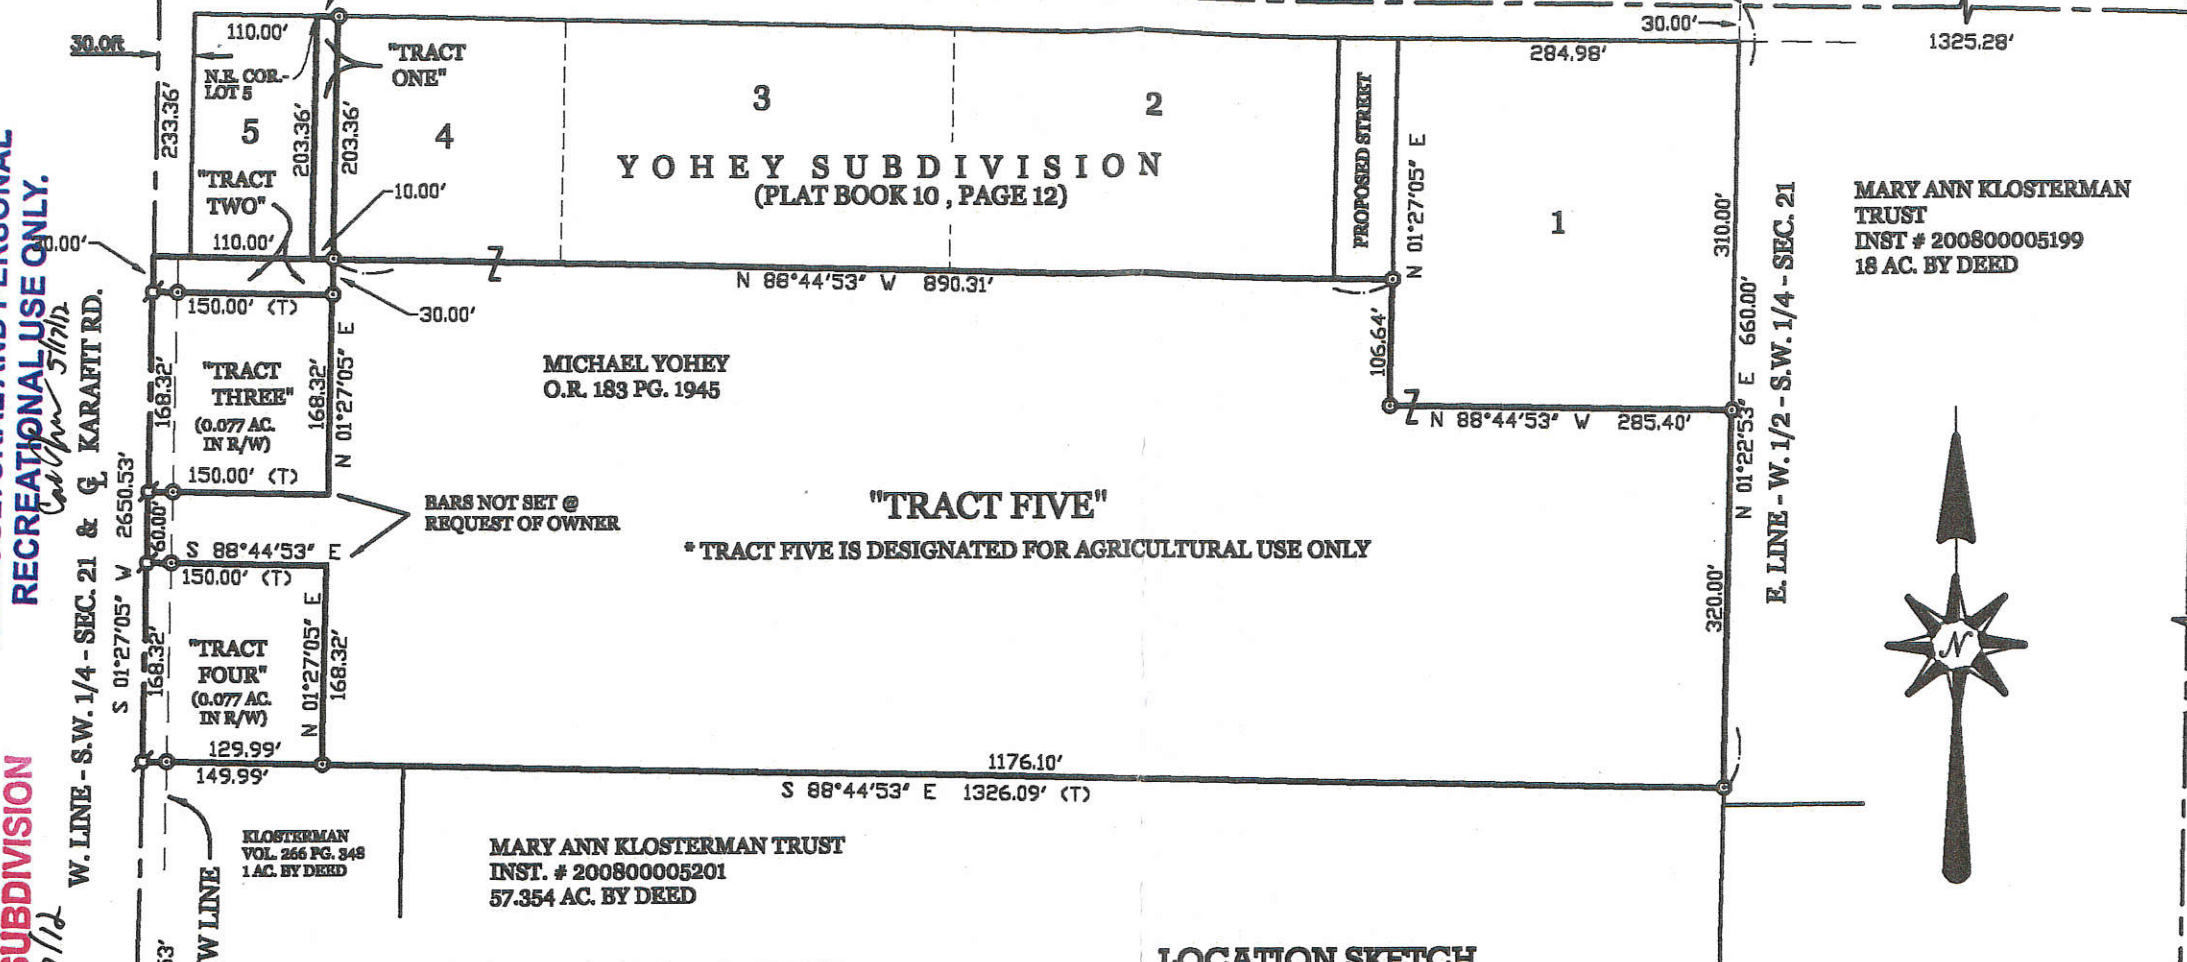 30.0ft
110.00'
N.E. COR.-
LOT 5
"TRACT
ONE"
30.00'
284.98'
1325.28'
233.36'
5
203.36'
203.36'
4
3
2
YOHEY SUBDIVISION
(PLAT BOOK 10 , PAGE 12)
PROPOSED STREET
N 01°27'05" E
1
310.00'
"TRACT
TWO"
10.00'
110.00'
30.00'
MARY ANN KLOSTERMAN
TRUST
INST # 200800005199
18 AC. BY DEED
N 88°44'53" W 890.31'
150.00' (T)
30.00'
168.32'
"TRACT
THREE"
(0.077 AC.
IN R/W)
168.32'
N 01°27'05" E
150.00' (T)
MICHAEL YOHEY
O.R. 183 PG. 1945
106.64'
N 88°44'53" W 285.40'
N 01°22'53" E 660.00'
E. LINE - W. 1/2 - S.W. 1/4 - SEC. 21
BARS NOT SET @
REQUEST OF OWNER
"TRACT FIVE"
* TRACT FIVE IS DESIGNATED FOR AGRICULTURAL USE ONLY
320.00'
60.00'
S 88°44'53" E
150.00' (T)
168.32'
"TRACT
FOUR"
(0.077 AC.
IN R/W)
N 01°27'05" E
168.32'
129.99'
149.99'
1176.10'
S 88°44'53" E 1326.09' (T)
S 01°27'05" W 2650.53'
W. LINE - S.W. 1/4 - SEC. 21 & ℄ KARAFIT RD.
RECREATIONAL USE ONLY.
5/17/12
SUBDIVISION
KLOSTERMAN
VOL. 266 PG. 348
1 AC. BY DEED
MARY ANN KLOSTERMAN TRUST
INST. # 200800005201
57.354 AC. BY DEED
N
LOCATION SKETCH